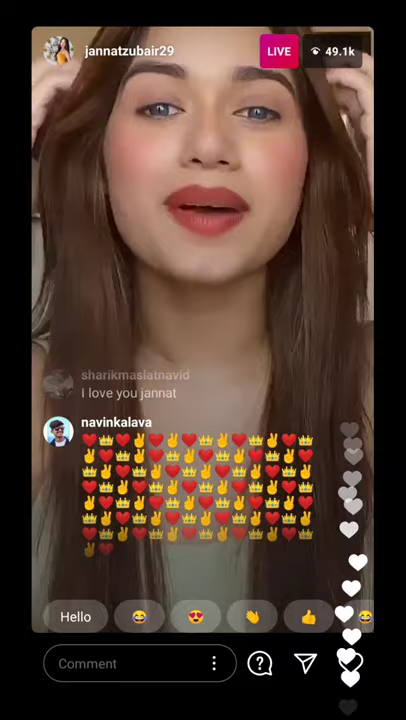 jannatzubair29
LIVE
49.1k
sharikmaslatnavid
I love you jannat
navinkalava
Hello
Comment